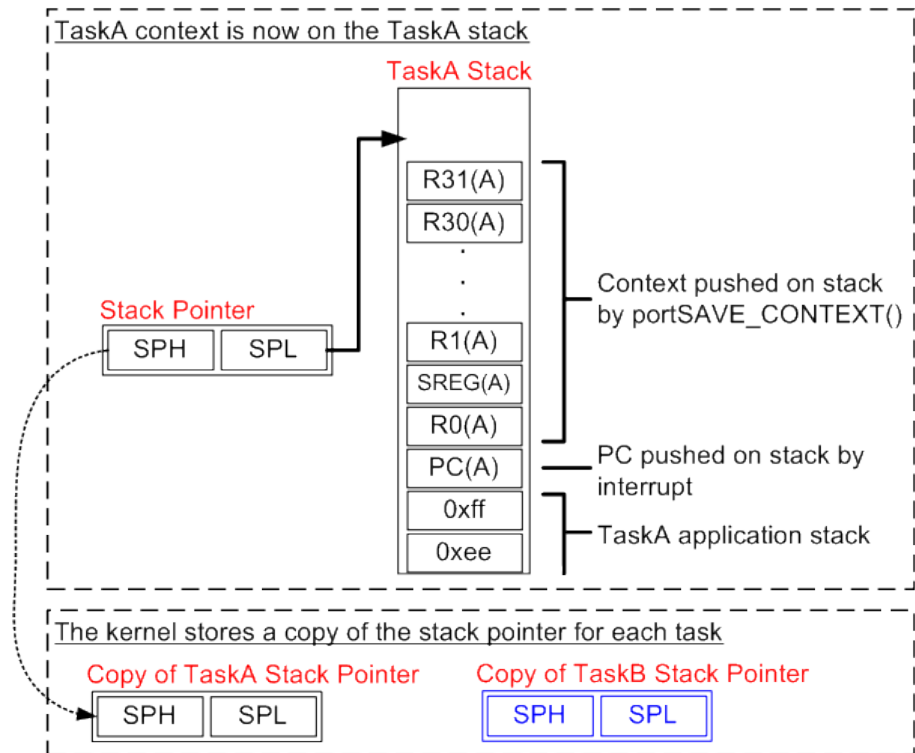 TaskA context is now on the TaskA stack
TaskA Stack
R31(A)
R30(A)
.
.
.
Context pushed on stack
by portSAVE_CONTEXT()
Stack Pointer
SPH SPL
R1(A)
SREG(A)
R0(A)
PC(A)
PC pushed on stack by
interrupt
0xff
TaskA application stack
0xee
The kernel stores a copy of the stack pointer for each task
Copy of TaskA Stack Pointer Copy of TaskB Stack Pointer
SPH SPL SPH SPL